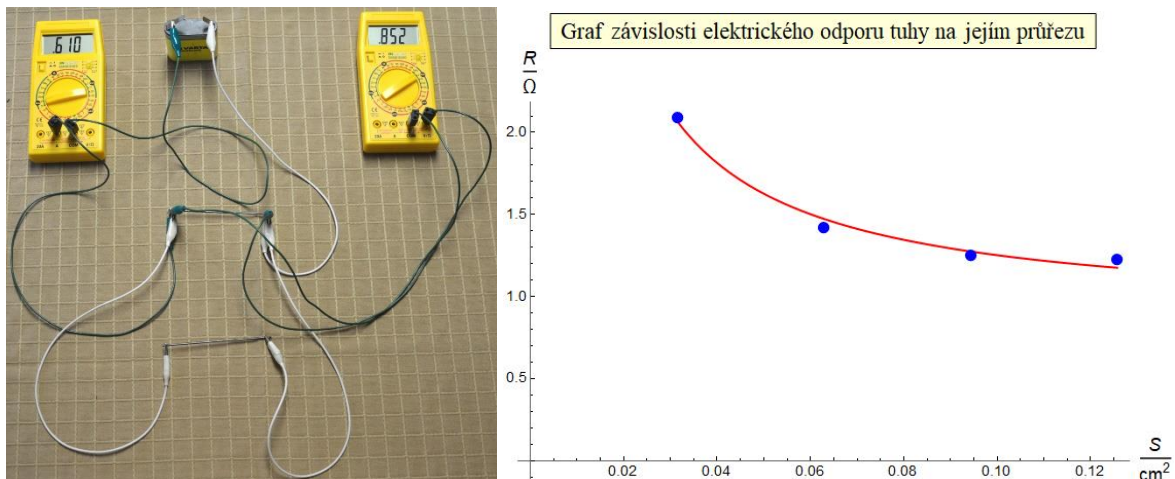 .610
VARTA
.852
Graf závislosti elektrického odporu tuhy na jejím průřezu
R
Ω
2.0
1.5
1.0
0.5
0.02 0.04 0.06 0.08 0.10 0.12
S
cm²